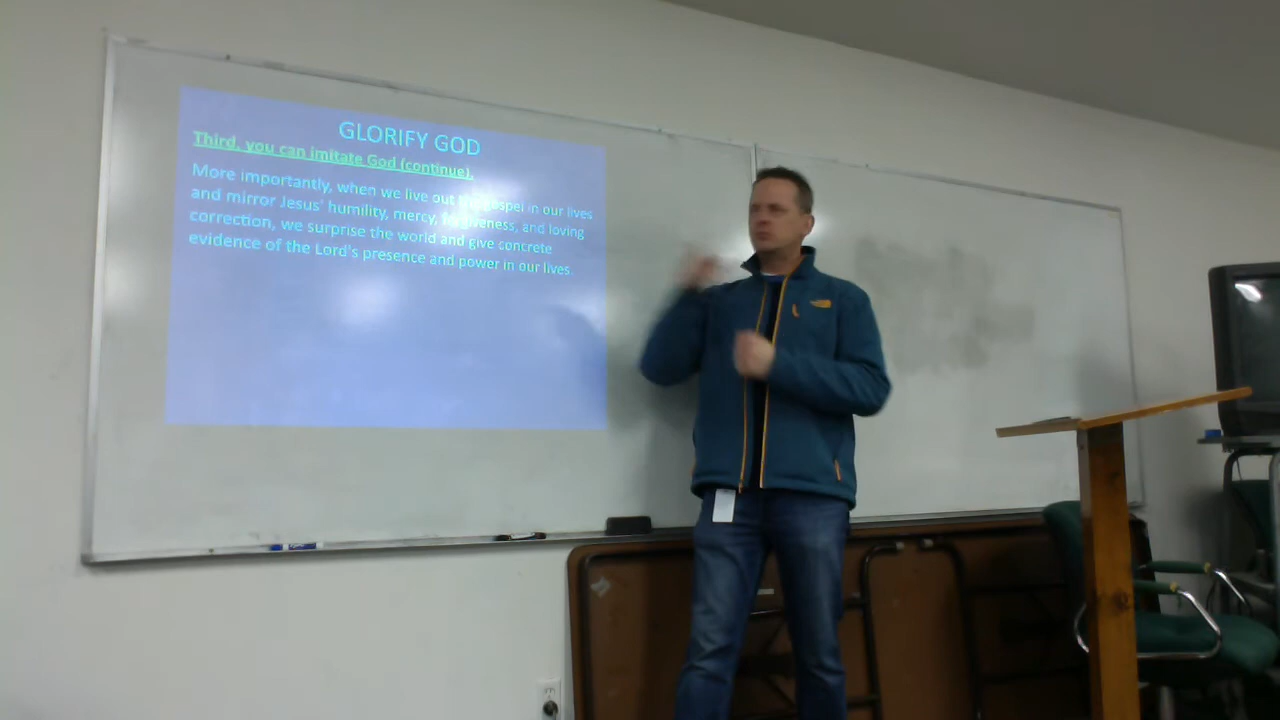 GLORIFY GOD
Third, you can imitate God (continue),
More importantly, when we live out gospel in our lives
and mirror Jesus' humility, mercy, forgiveness, and loving
correction, we surprise the world and give concrete
evidence of the Lord's presence and power in our lives.